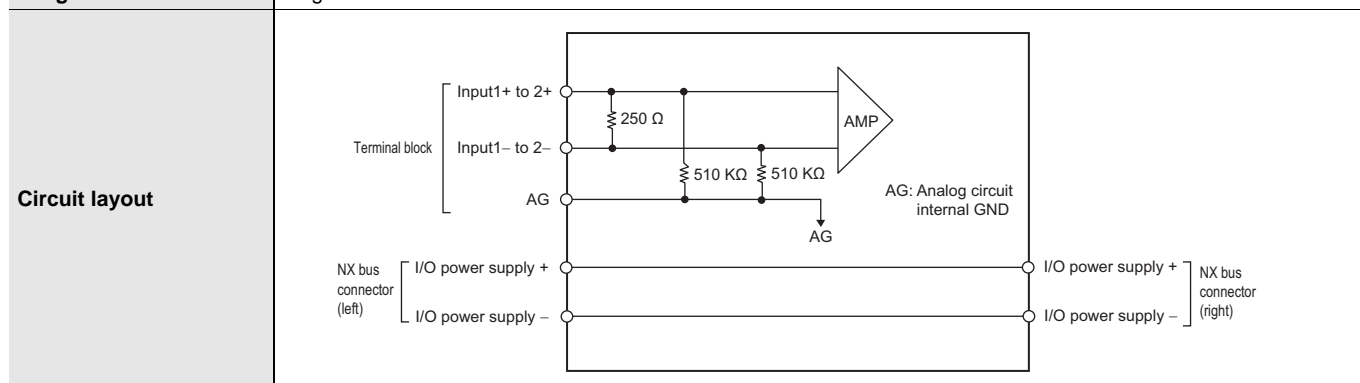 Circuit layout
Input1+ to 2+
250 Ω
AMP
Terminal block
Input1– to 2–
510 KΩ
510 KΩ
AG
AG: Analog circuit
internal GND
AG
NX bus
connector
(left)
I/O power supply +
I/O power supply –
I/O power supply +
I/O power supply –
NX bus
connector
(right)